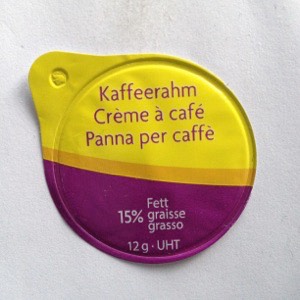 Kaffeerahm
Crème à café
Panna per caffè
Fett
15% graisse
grasso
12 g · UHT